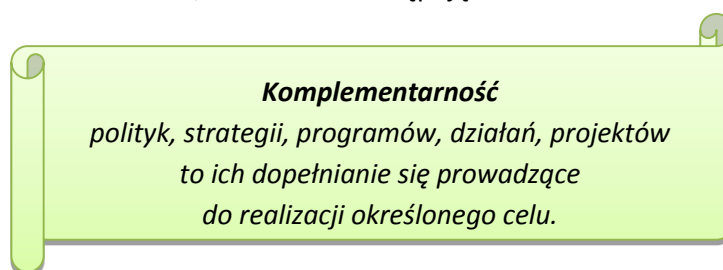 Komplementarność
polityk, strategii, programów, działań, projektów
to ich dopełnianie się prowadzące
do realizacji określonego celu.